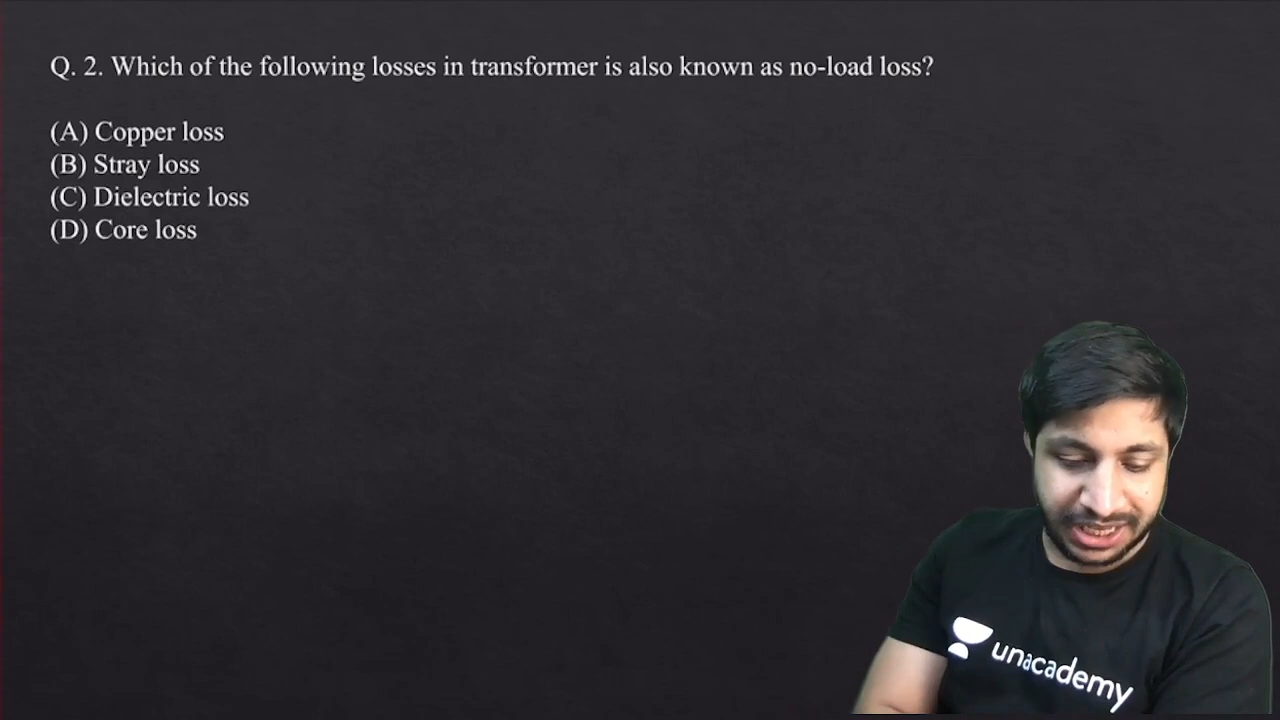 Q. 2. Which of the following losses in transformer is also known as no-load loss?
(A) Copper loss
(B) Stray loss
(C) Dielectric loss
(D) Core loss
unacademy